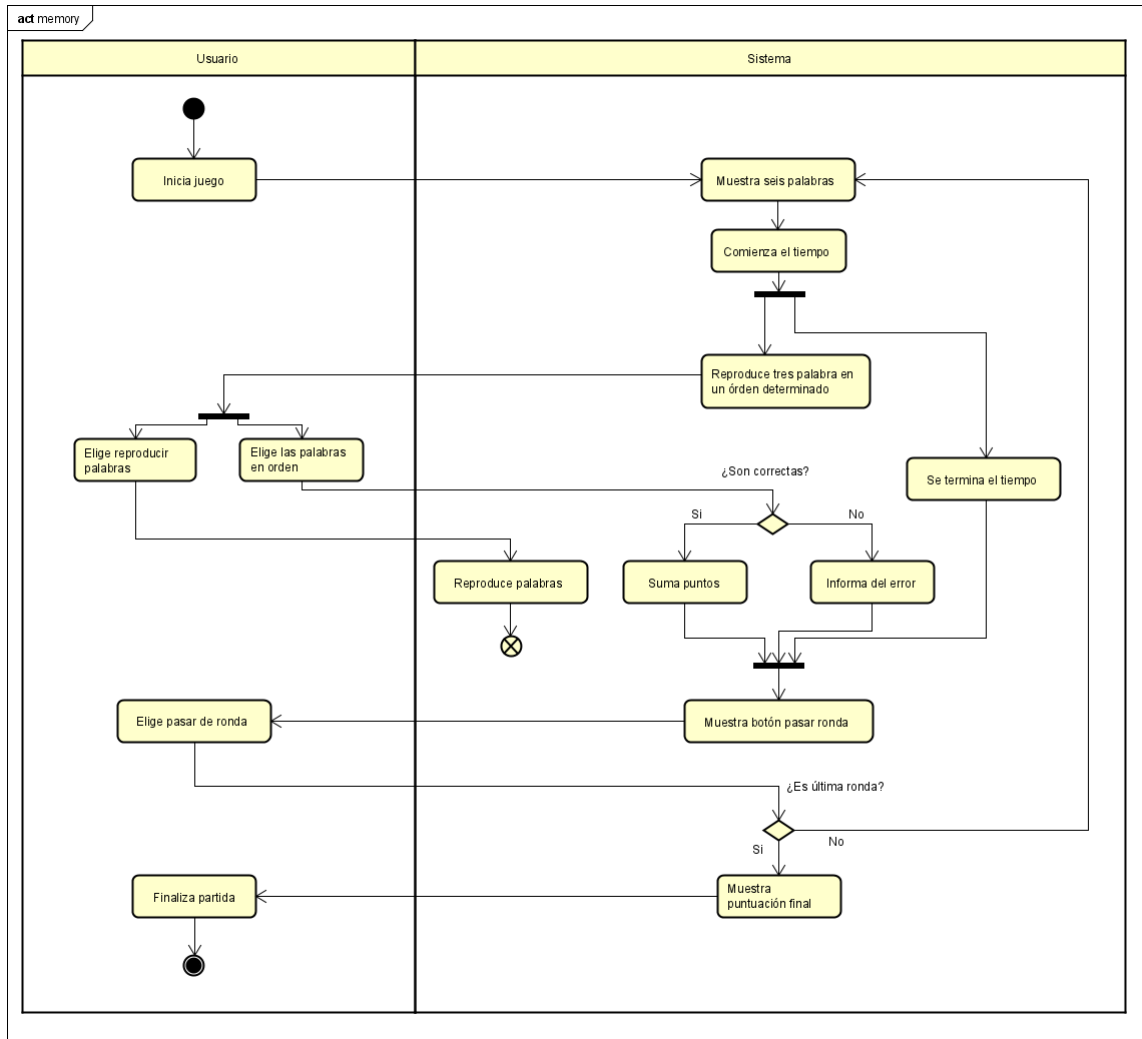 act memory
Usuario
Sistema
Inicia juego
Muestra seis palabras
Comienza el tiempo
Reproduce tres palabra en
un órden determinado
Elige reproducir
palabras
Elige las palabras
en orden
¿Son correctas?
Se termina el tiempo
Si
No
Reproduce palabras
Suma puntos
Informa del error
Elige pasar de ronda
Muestra botón pasar ronda
¿Es última ronda?
Si
No
Finaliza partida
Muestra
puntuación final